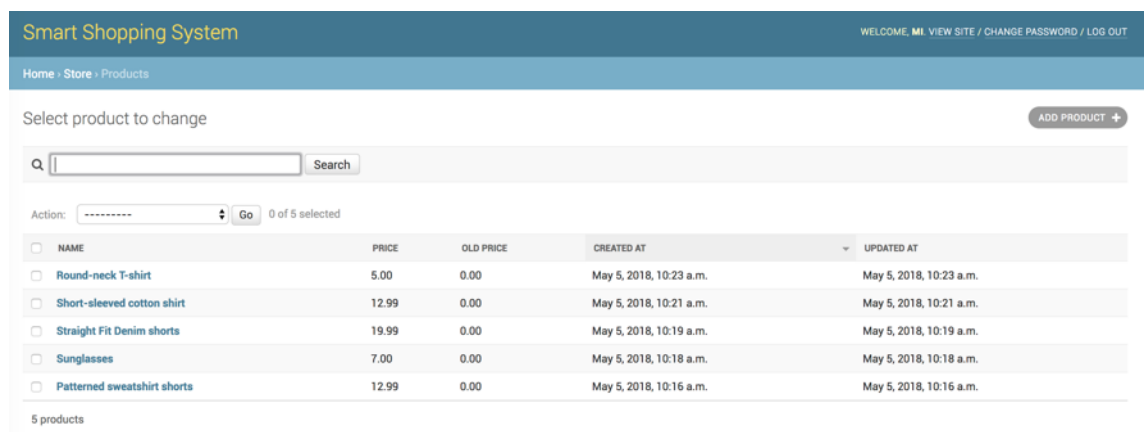 Smart Shopping System
WELCOME, MI. VIEW SITE / CHANGE PASSWORD / LOG OUT
Home › Store › Products
Select product to change
ADD PRODUCT +
Search
Action: --------- Go 0 of 5 selected
NAME PRICE OLD PRICE CREATED AT UPDATED AT
Round-neck T-shirt 5.00 0.00 May 5, 2018, 10:23 a.m. May 5, 2018, 10:23 a.m.
Short-sleeved cotton shirt 12.99 0.00 May 5, 2018, 10:21 a.m. May 5, 2018, 10:21 a.m.
Straight Fit Denim shorts 19.99 0.00 May 5, 2018, 10:19 a.m. May 5, 2018, 10:19 a.m.
Sunglasses 7.00 0.00 May 5, 2018, 10:18 a.m. May 5, 2018, 10:18 a.m.
Patterned sweatshirt shorts 12.99 0.00 May 5, 2018, 10:16 a.m. May 5, 2018, 10:16 a.m.
5 products